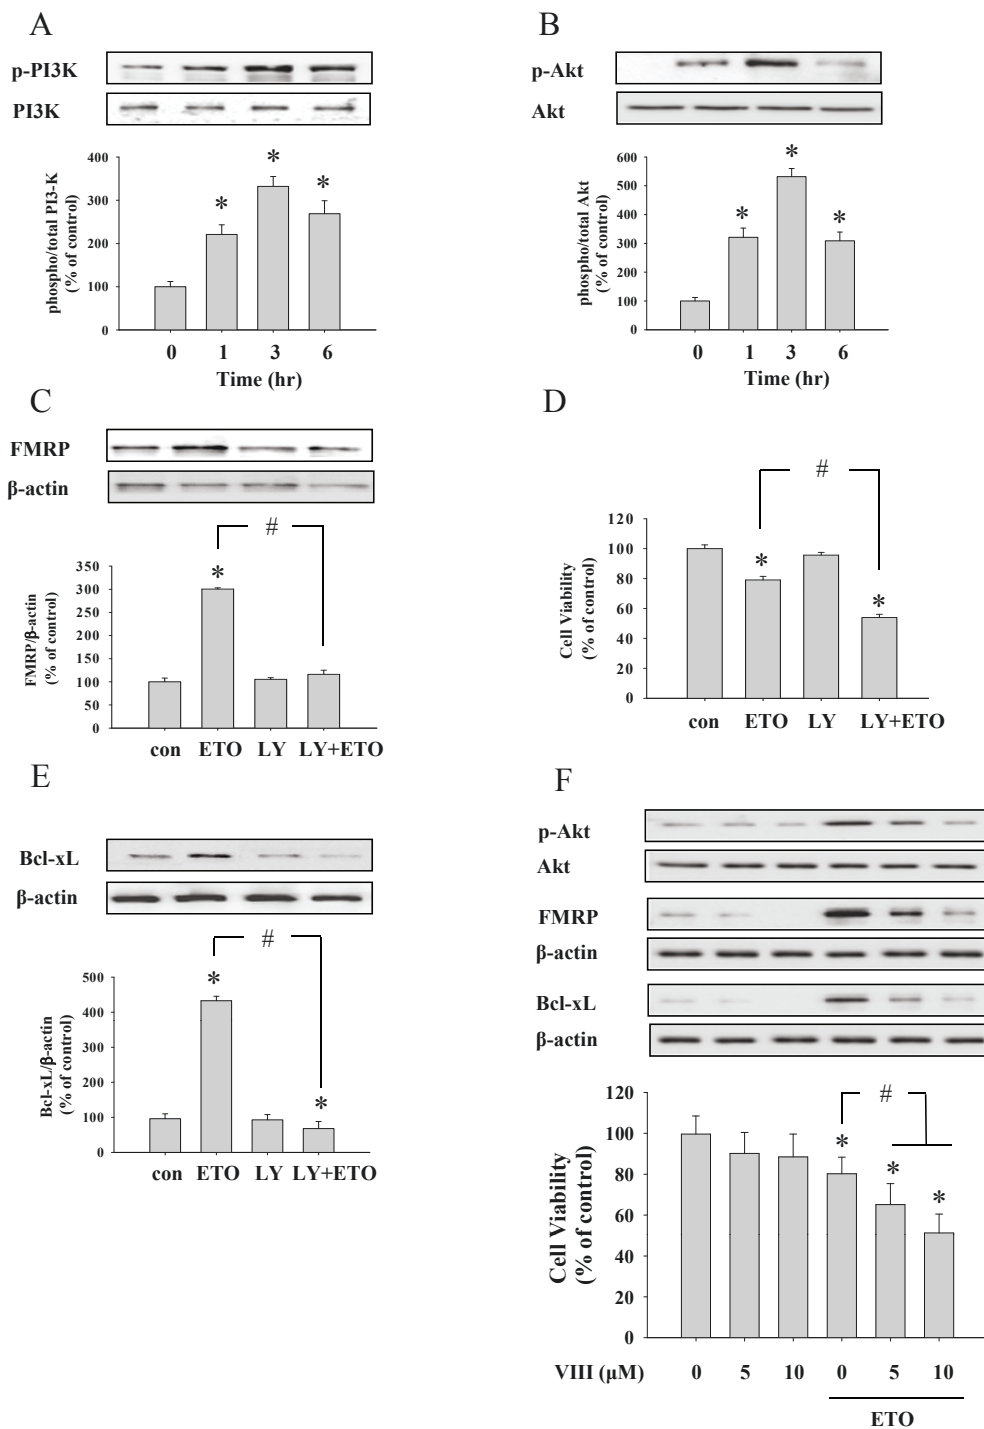 A
p-PI3K
PI3K
phospho/total PI3-K
(% of control)
400
300
200
100
0
*
*
*
0 1 3 6
Time (hr)
B
p-Akt
Akt
phospho/total Akt
(% of control)
600
500
400
300
200
100
0
*
*
*
0 1 3 6
Time (hr)
C
FMRP
β-actin
#
FMRP/β-actin
(% of control)
350
300
250
200
150
100
50
0
*
con ETO LY LY+ETO
D
#
Cell Viability
(% of control)
120
100
80
60
40
20
0
*
*
con ETO LY LY+ETO
E
Bcl-xL
β-actin
#
Bcl-xL/β-actin
(% of control)
500
400
300
200
100
0
*
*
con ETO LY LY+ETO
F
p-Akt
Akt
FMRP
β-actin
Bcl-xL
β-actin
#
Cell Viability
(% of control)
120
100
80
60
40
20
0
*
*
*
VIII (μM) 0 5 10 0 5 10
ETO